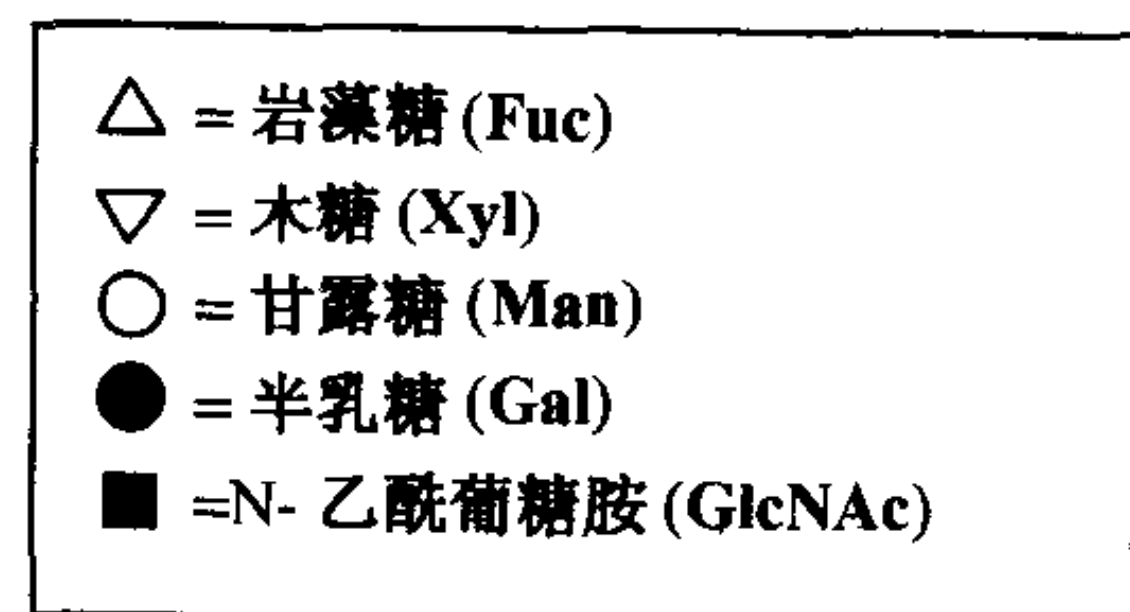 △ = 岩藻糖 (Fuc)
▽ = 木糖 (Xyl)
○ = 甘露糖 (Man)
● = 半乳糖 (Gal)
■ =N- 乙酰葡糖胺 (GlcNAc)